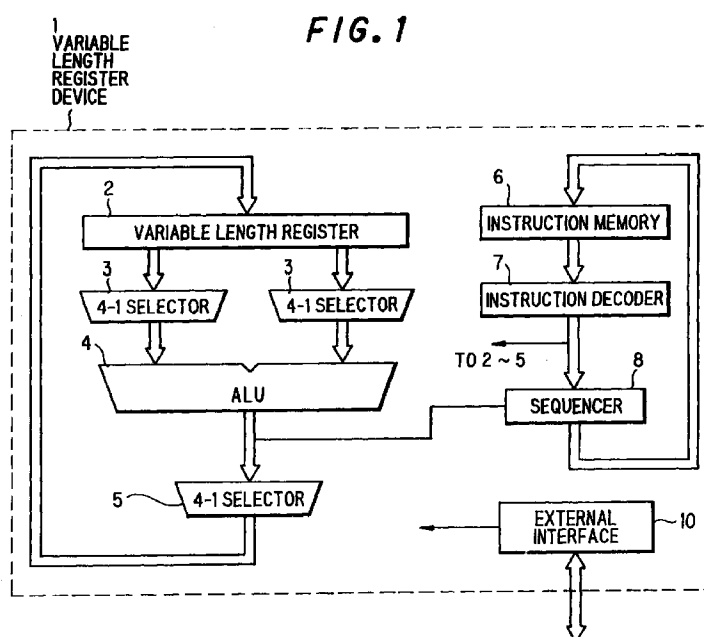 FIG. 1
1
VARIABLE
LENGTH
REGISTER
DEVICE
2
VARIABLE LENGTH REGISTER
3
4-1 SELECTOR
3
4-1 SELECTOR
4
ALU
5
4-1 SELECTOR
6
INSTRUCTION MEMORY
7
INSTRUCTION DECODER
TO 2 ~ 5
8
SEQUENCER
EXTERNAL
INTERFACE
10